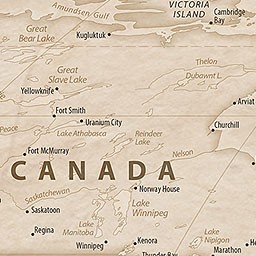 Amundsen/ Gulf
VICTORIA
ISLAND
Great
Bear Lake
Kugluktuk
Cambridge
Bay
Great
Slave Lake
Thelon
Dubawnt L.
Yellowknife
Arviat
Fort Smith
Uranium City
Churchill
Peace
Lake Athabasca
Reindeer
Lake
Fort McMurray
Nelson
CANADA
Saskatchewan
Norway House
Lake
Winnipeg
Saskatoon
Regina
Lake
Manitoba
Winnipeg
Kenora
Lake
Nipigon
Hears
Marathon
Thunder Bay